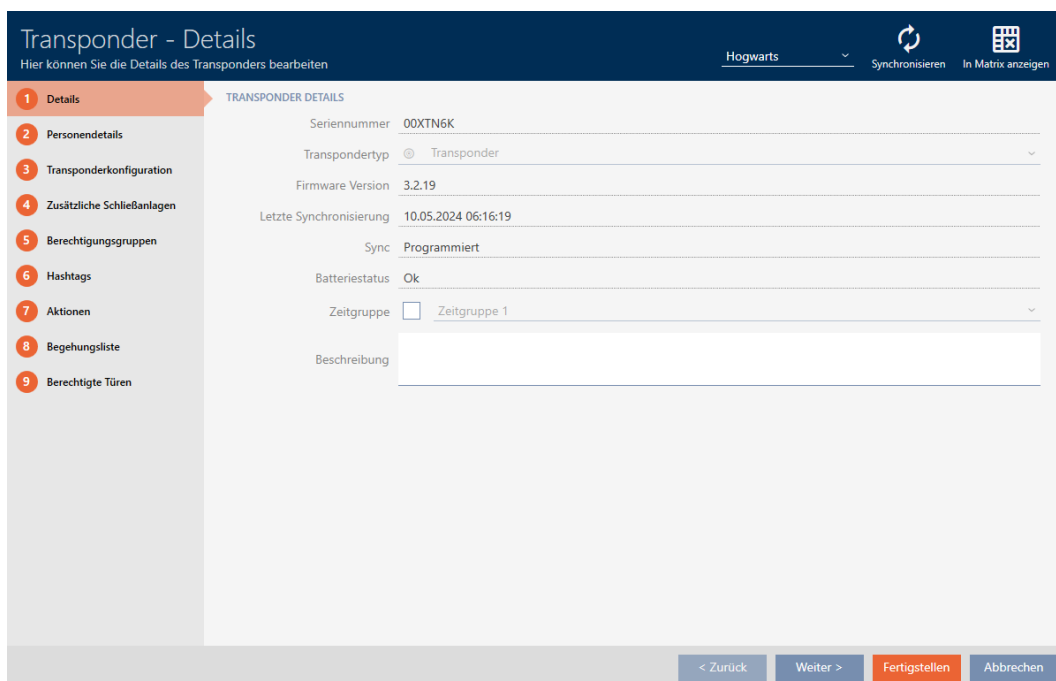 Transponder - Details
Hier können Sie die Details des Transponders bearbeiten
Hogwarts
Synchronisieren
In Matrix anzeigen
1 Details
2 Personendetails
3 Transponderkonfiguration
4 Zusätzliche Schließanlagen
5 Berechtigungsgruppen
6 Hashtags
7 Aktionen
8 Begehungsliste
9 Berechtigte Türen
TRANSPONDER DETAILS
Seriennummer 00XTN6K
Transpondertyp Transponder
Firmware Version 3.2.19
Letzte Synchronisierung 10.05.2024 06:16:19
Sync Programmiert
Batteriestatus Ok
Zeitgruppe Zeitgruppe 1
Beschreibung
< Zurück
Weiter >
Fertigstellen
Abbrechen